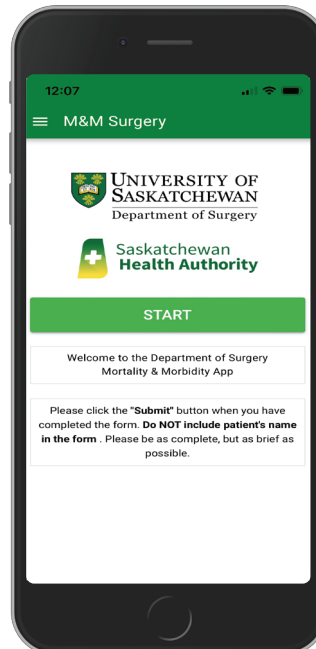 12:07
M&M Surgery
UNIVERSITY OF
SASKATCHEWAN
Department of Surgery
Saskatchewan
Health Authority
START
Welcome to the Department of Surgery
Mortality & Morbidity App
Please click the "Submit" button when you have
completed the form. Do NOT include patient's name
in the form . Please be as complete, but as brief as
possible.